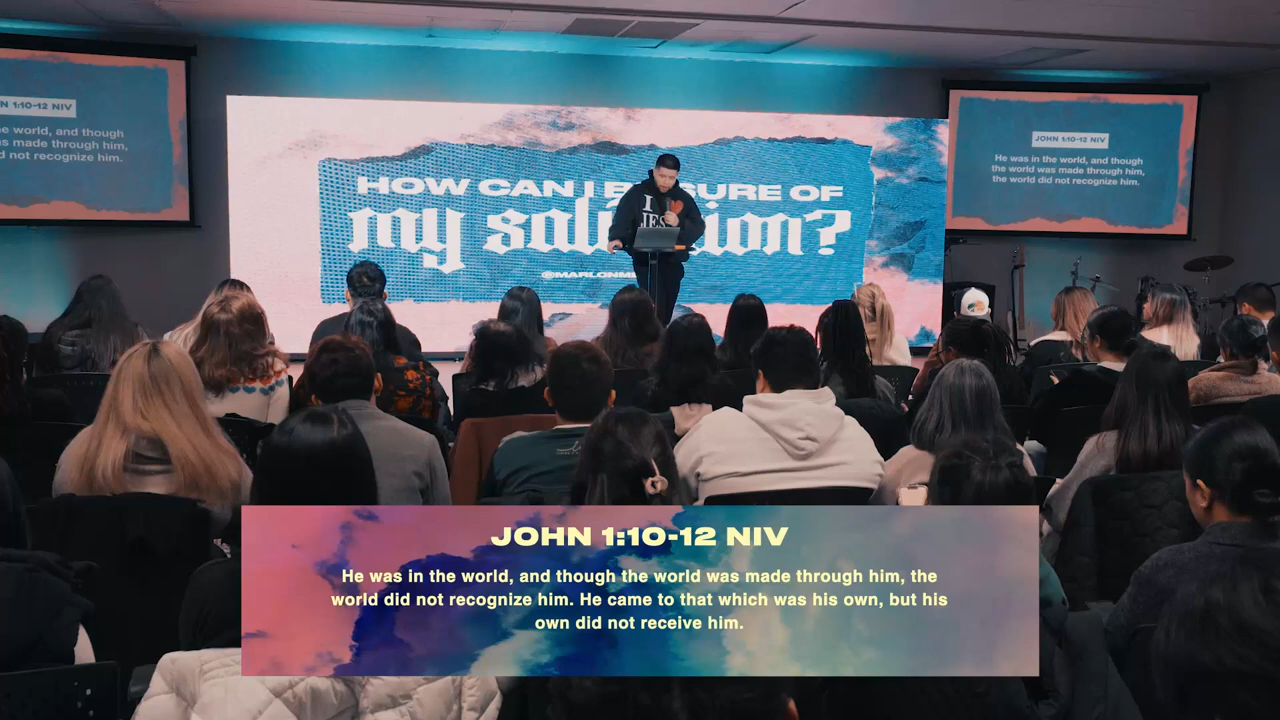 N 1:10-12 NIV
e world, and though
s made through him,
d not recognize him.
HOW CAN I B SURE OF
my sal ion?
@MARLONM
I
JES
JOHN 1:10-12 NIV
He was in the world, and though
the world was made through him,
the world did not recognize him.
JOHN 1:10-12 NIV
He was in the world, and though the world was made through him, the
world did not recognize him. He came to that which was his own, but his
own did not receive him.